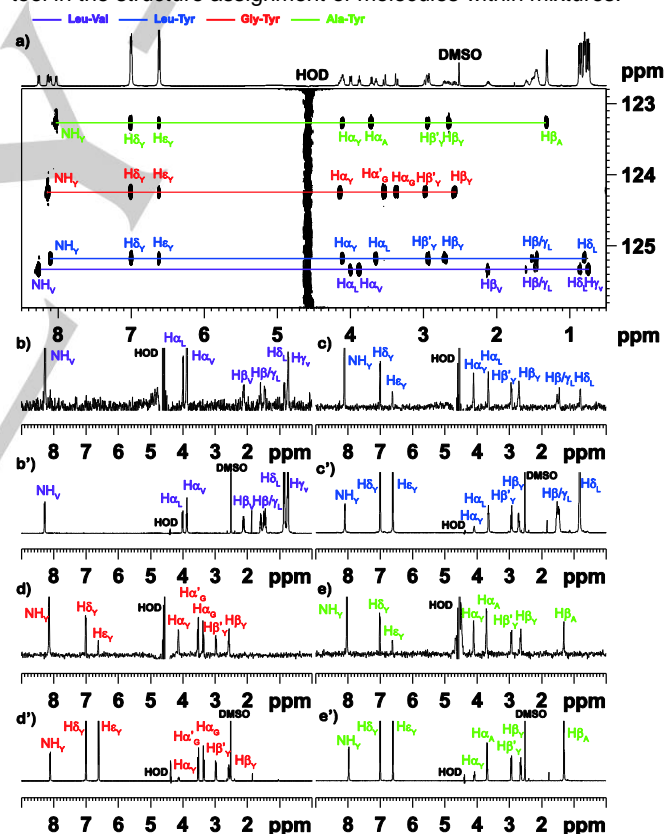 tool in the structure assignment of molecules within mixtures.
Leu-Val Leu-Tyr Gly-Tyr Ala-Tyr
a)
HOD DMSO ppm
123
NHY HδY HεY HαY HαA Hβ'Y HβY HβA
124
NHY HδY HεY HαY Hα'G HαG Hβ'Y HβY
NHY HδY HεY HαY HαL Hβ'Y HβY Hβ/γL HδL
125
NHV HαL HαV HβV Hβ/γL HδL HγV
8 7 6 5 4 3 2 1 ppm
b) NHV HOD HαL HαV HβV Hβ/γL HδL HγV
8 7 6 5 4 3 2 ppm
c) NHY HδY HεY HOD HαY HαL Hβ'Y HβY Hβ/γL HδL
8 7 6 5 4 3 2 ppm
b') NHV HOD HαL HαV DMSO HβV Hβ/γL HδL HγV
8 7 6 5 4 3 2 ppm
c') NHY HδY HεY HOD HαY HαL Hβ'Y HβY DMSO Hβ/γL HδL
8 7 6 5 4 3 2 ppm
d) NHY HδY HεY HOD HαY Hα'G HαG Hβ'Y HβY
8 7 6 5 4 3 2 ppm
e) NHY HδY HεY HOD HαY HαA Hβ'Y HβY HβA
8 7 6 5 4 3 2 ppm
d') NHY HδY HεY HOD HαY Hα'G HαG Hβ'Y DMSO HβY
8 7 6 5 4 3 2 ppm
e') NHY HδY HεY HOD HαY HαA Hβ'Y HβY DMSO HβA
8 7 6 5 4 3 2 ppm